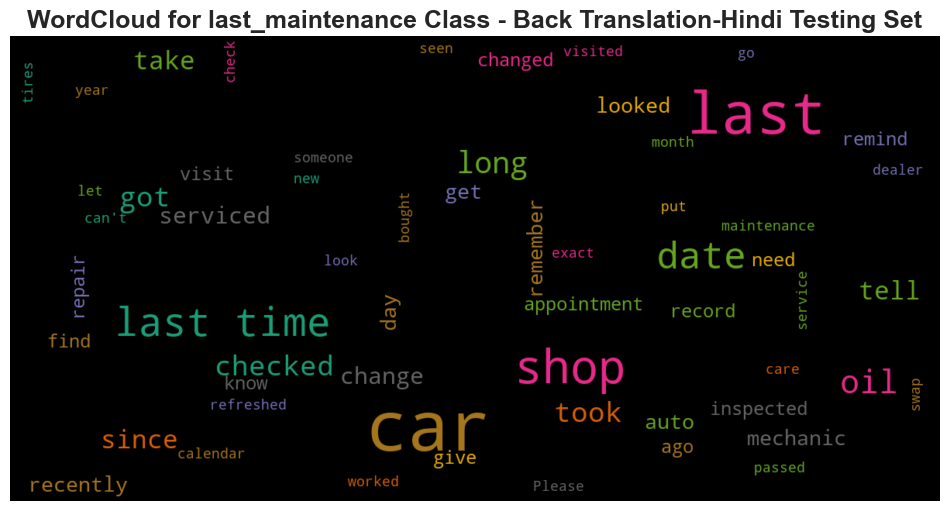 WordCloud for last_maintenance Class - Back Translation-Hindi Testing Set
seen
visited
go
check
changed
take
tires
year
looked
last
remind
month
someone
long
dealer
visit
new
let
get
got
bought
put
can't
serviced
remember
maintenance
exact
date
need
look
repair
service
tell
day
appointment
record
last time
find
shop
checked
care
know
change
oil
swap
refreshed
took
inspected
car
auto
since
mechanic
ago
calendar
give
passed
recently
worked
Please